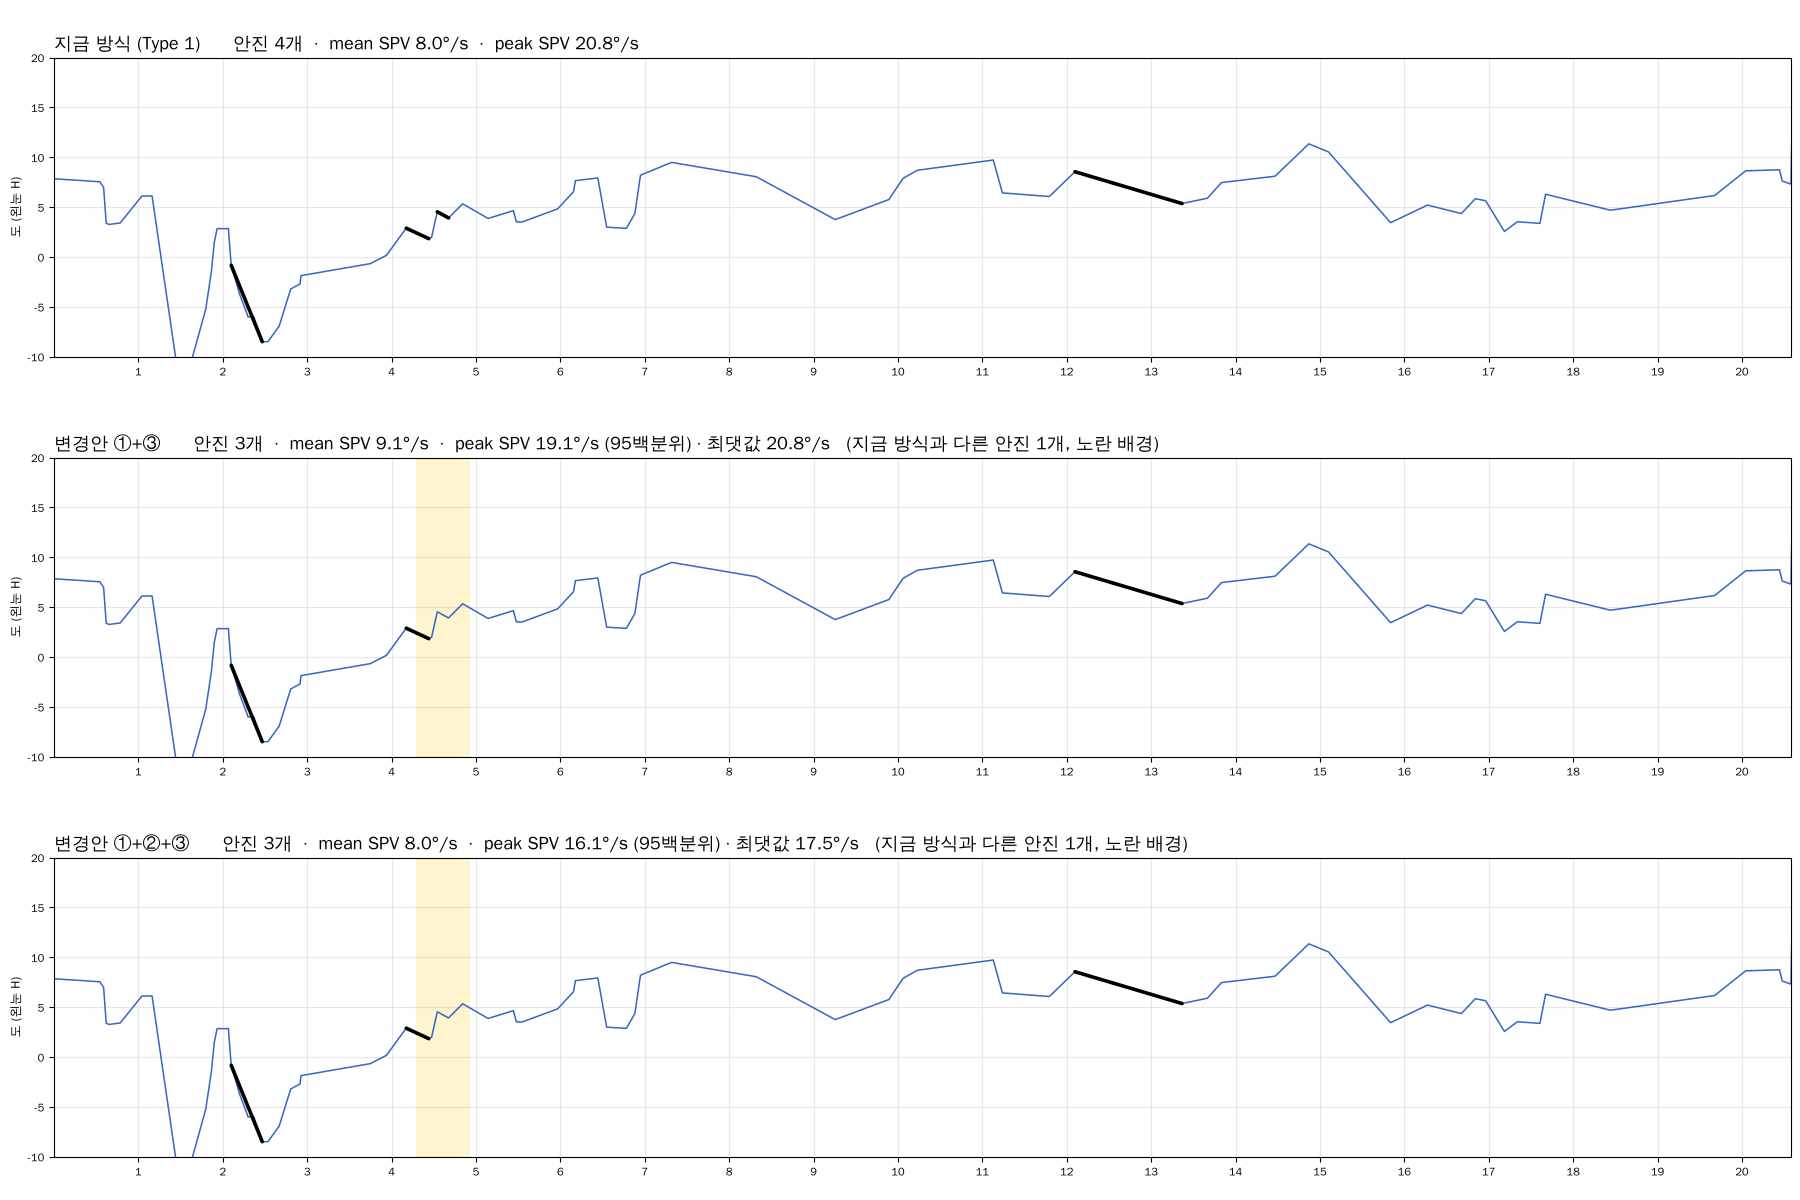 지금 방식 (Type 1) 안진 4개 · mean SPV 8.0°/s · peak SPV 20.8°/s
20
15
10
5
0
-5
-10
도 (왼눈 H)
1 2 3 4 5 6 7 8 9 10 11 12 13 14 15 16 17 18 19 20
변경안 ①+③ 안진 3개 · mean SPV 9.1°/s · peak SPV 19.1°/s (95백분위) · 최댓값 20.8°/s (지금 방식과 다른 안진 1개, 노란 배경)
20
15
10
5
0
-5
-10
도 (왼눈 H)
1 2 3 4 5 6 7 8 9 10 11 12 13 14 15 16 17 18 19 20
변경안 ①+②+③ 안진 3개 · mean SPV 8.0°/s · peak SPV 16.1°/s (95백분위) · 최댓값 17.5°/s (지금 방식과 다른 안진 1개, 노란 배경)
20
15
10
5
0
-5
-10
도 (왼눈 H)
1 2 3 4 5 6 7 8 9 10 11 12 13 14 15 16 17 18 19 20